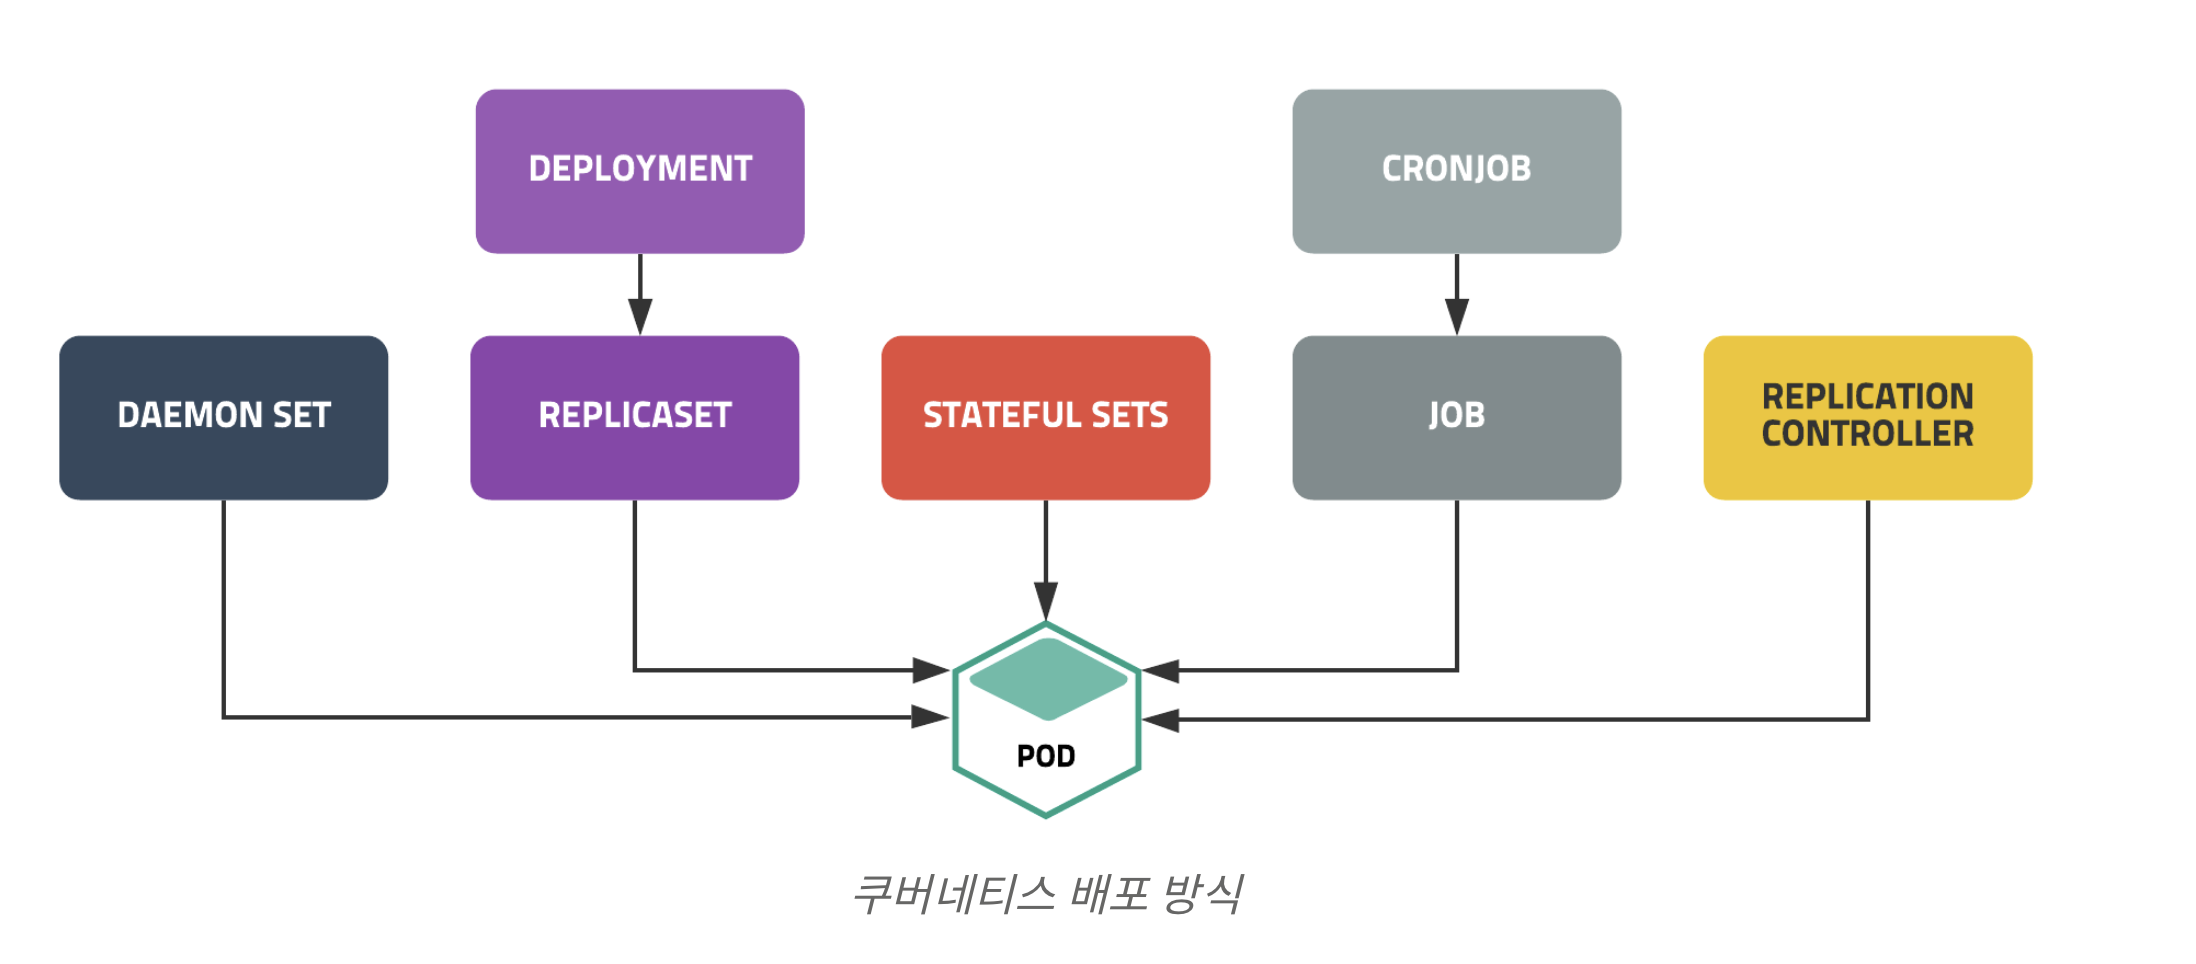 DEPLOYMENT
CRONJOB
DAEMON SET
REPLICASET
STATEFUL SETS
JOB
REPLICATION
CONTROLLER
POD
쿠버네티스 배포 방식